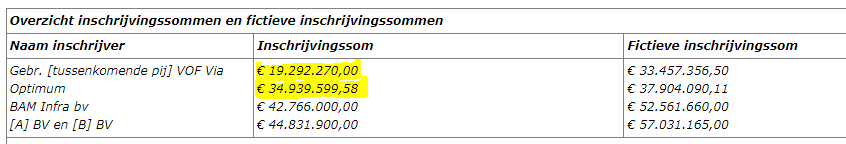 Overzicht inschrijvingssommen en fictieve inschrijvingssommen
Naam inschrijver Inschrijvingssom Fictieve inschrijvingssom
Gebr. [tussenkomende pij] VOF Via € 19.292.270,00 € 33.457.356,50
Optimum € 34.939.599,58 € 37.904.090,11
BAM Infra bv € 42.766.000,00 € 52.561.660,00
[A] BV en [B] BV € 44.831.900,00 € 57.031.165,00